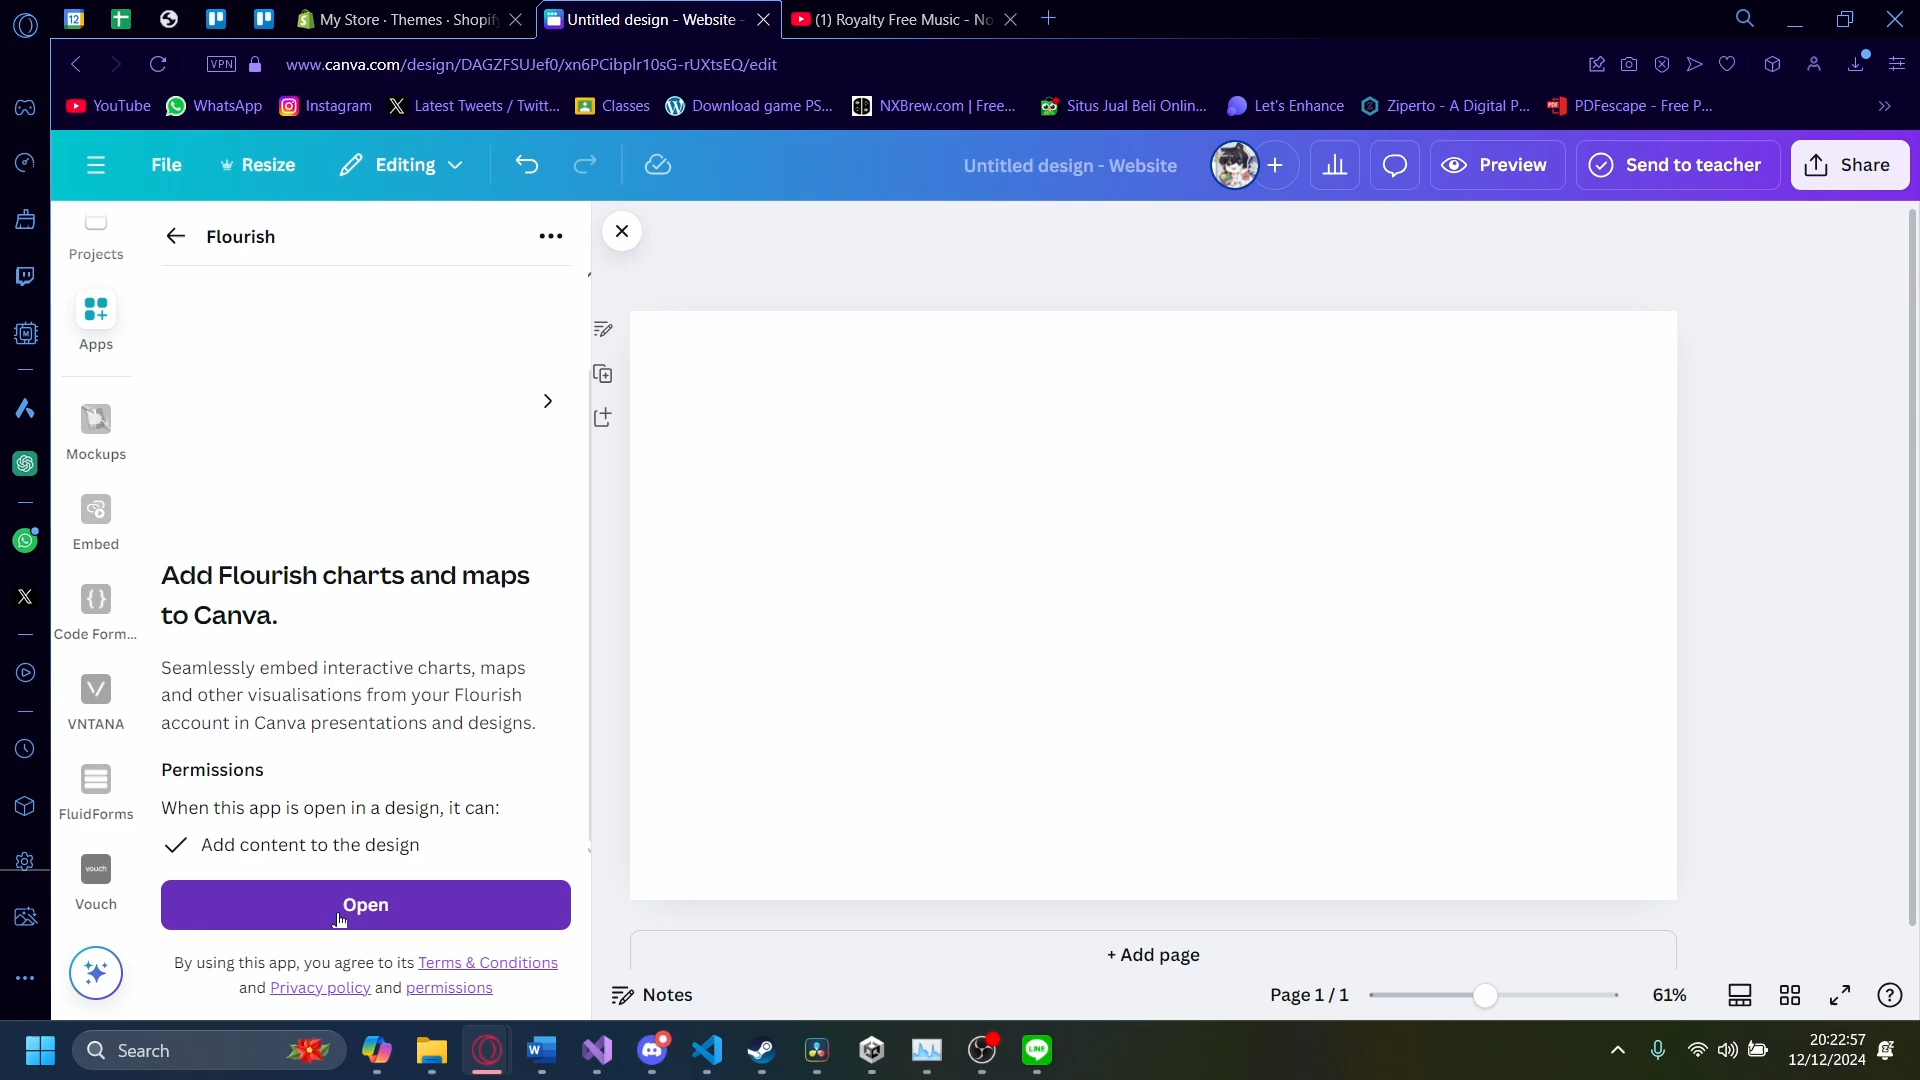 My Store · Themes · Shopif
Untitled design - Website -
(1) Royalty Free Music - No
VPN
www.canva.com/design/DAGZFSUJef0/xn6PCibplr10sG-rUXtsEQ/edit
YouTube
WhatsApp
Instagram
Latest Tweets / Twitt...
Classes
Download game PS...
NXBrew.com | Free...
Situs Jual Beli Onlin...
Let's Enhance
Ziperto - A Digital P...
PDFescape - Free P...
File
Resize
Editing
Untitled design - Website
Preview
Send to teacher
Share
Projects
Apps
Mockups
Embed
Code Form...
VNTANA
FluidForms
vouch
Vouch
Flourish
Add Flourish charts and maps
to Canva.
Seamlessly embed interactive charts, maps
and other visualisations from your Flourish
account in Canva presentations and designs.
Permissions
When this app is open in a design, it can:
Add content to the design
Open
By using this app, you agree to its Terms & Conditions
and Privacy policy and permissions
+ Add page
Notes
Page 1 / 1
61%
Search
20:22:57
12/12/2024